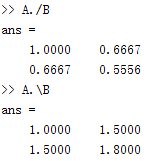 >> A./B
ans =
1.0000 0.6667
0.6667 0.5556
>> A.\B
ans =
1.0000 1.5000
1.5000 1.8000